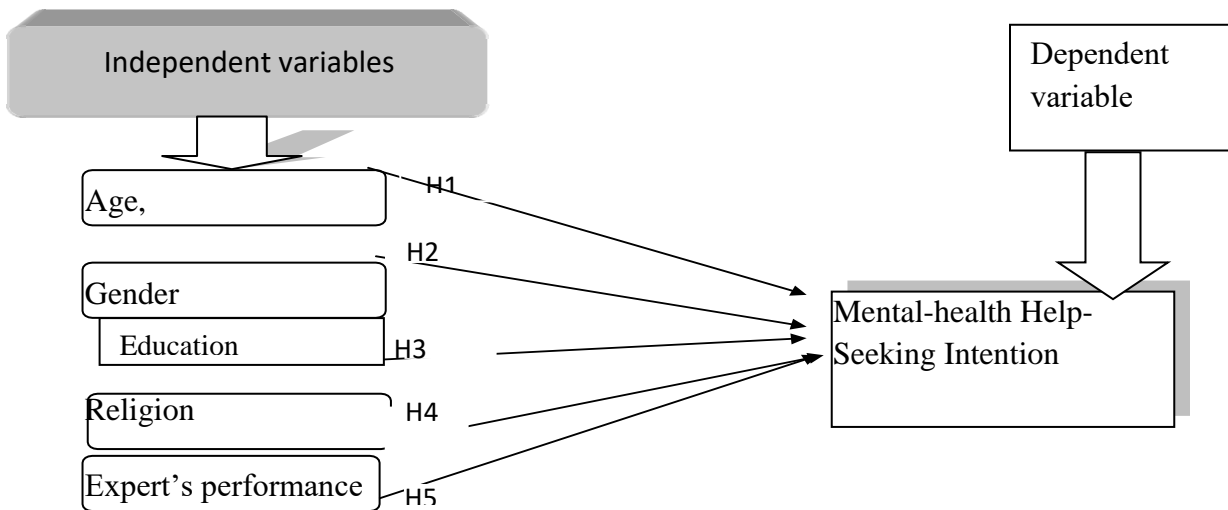 Independent variables
Dependent
variable
Age,
H1
H2
Gender
Education
H3
Mental-health Help-
Seeking Intention
Religion
H4
Expert's performance
H5